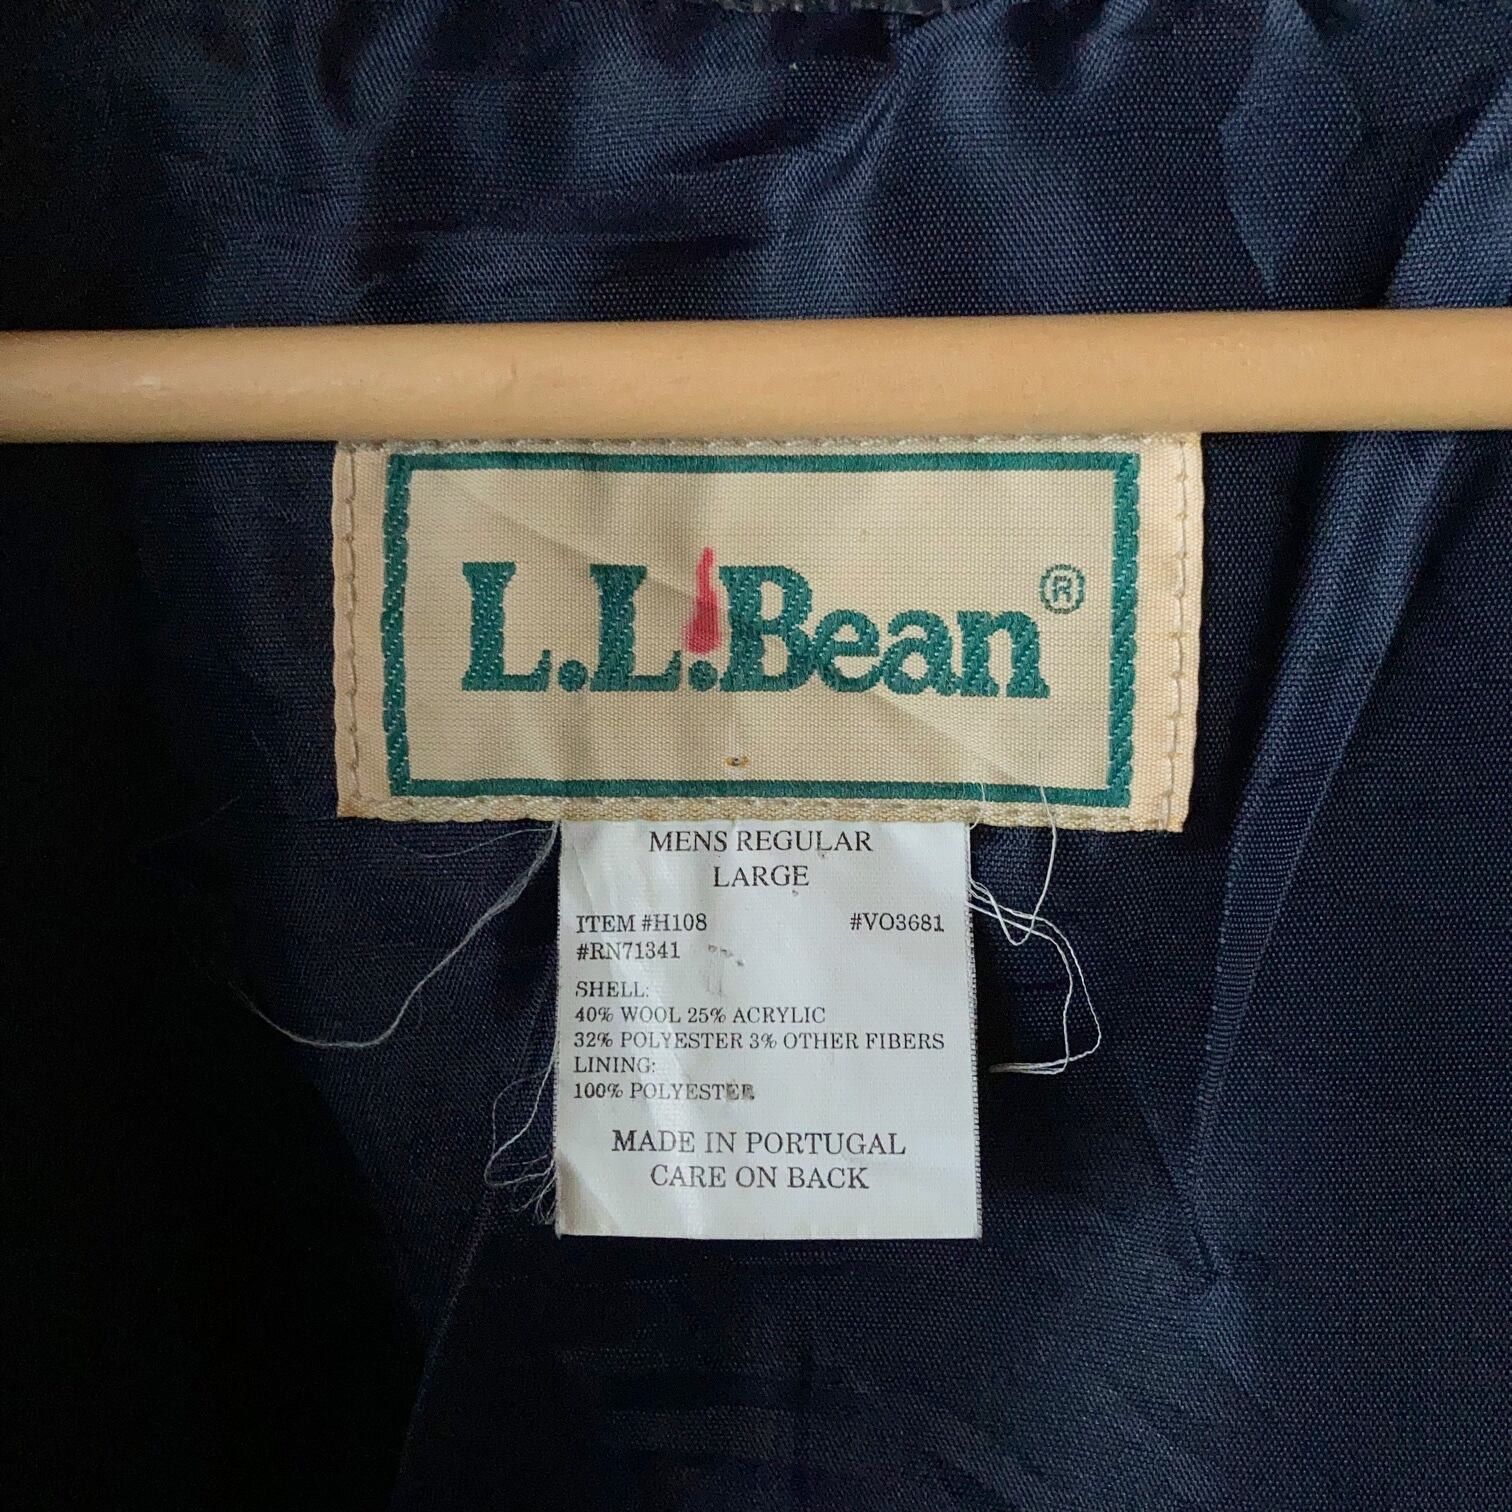 L.L.Bean®
MENS REGULAR
LARGE
ITEM #H108 #VO3681
#RN71341
SHELL:
40% WOOL 25% ACRYLIC
32% POLYESTER 3% OTHER FIBERS
LINING:
100% POLYESTER
MADE IN PORTUGAL
CARE ON BACK